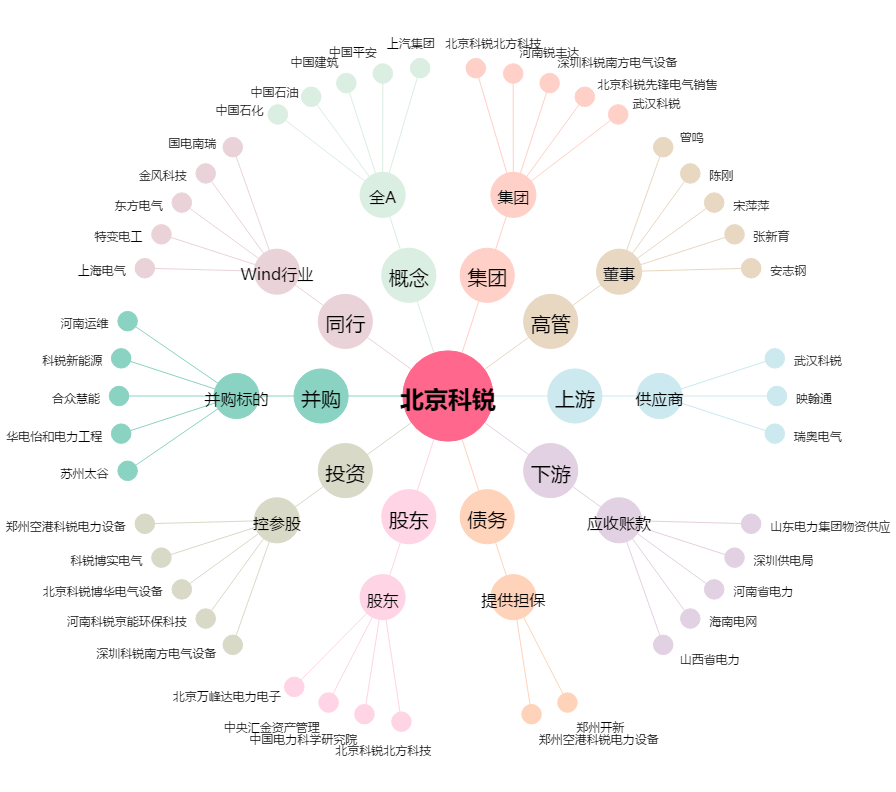 上汽集团
北京科锐北方科技
中国平安
河南锐丰达
中国建筑
深圳科锐南方电气设备
中国石油
北京科锐先锋电气销售
中国石化
武汉科锐
国电南瑞
曾鸣
金风科技
陈刚
全A
集团
东方电气
宋萍萍
特变电工
张新育
上海电气
Wind行业
概念
集团
董事
安志钢
河南运维
同行
高管
科锐新能源
武汉科锐
合众慧能
并购标的
并购
北京科锐
上游
供应商
映翰通
华电怡和电力工程
瑞奥电气
苏州太谷
投资
下游
郑州空港科锐电力设备
控参股
股东
债务
应收账款
山东电力集团物资供应
科锐博实电气
深圳供电局
北京科锐博华电气设备
河南省电力
股东
提供担保
河南科锐京能环保科技
海南电网
深圳科锐南方电气设备
山西省电力
北京万峰达电力电子
中央汇金资产管理
郑州开新
中国电力科学研究院
郑州空港科锐电力设备
北京科锐北方科技